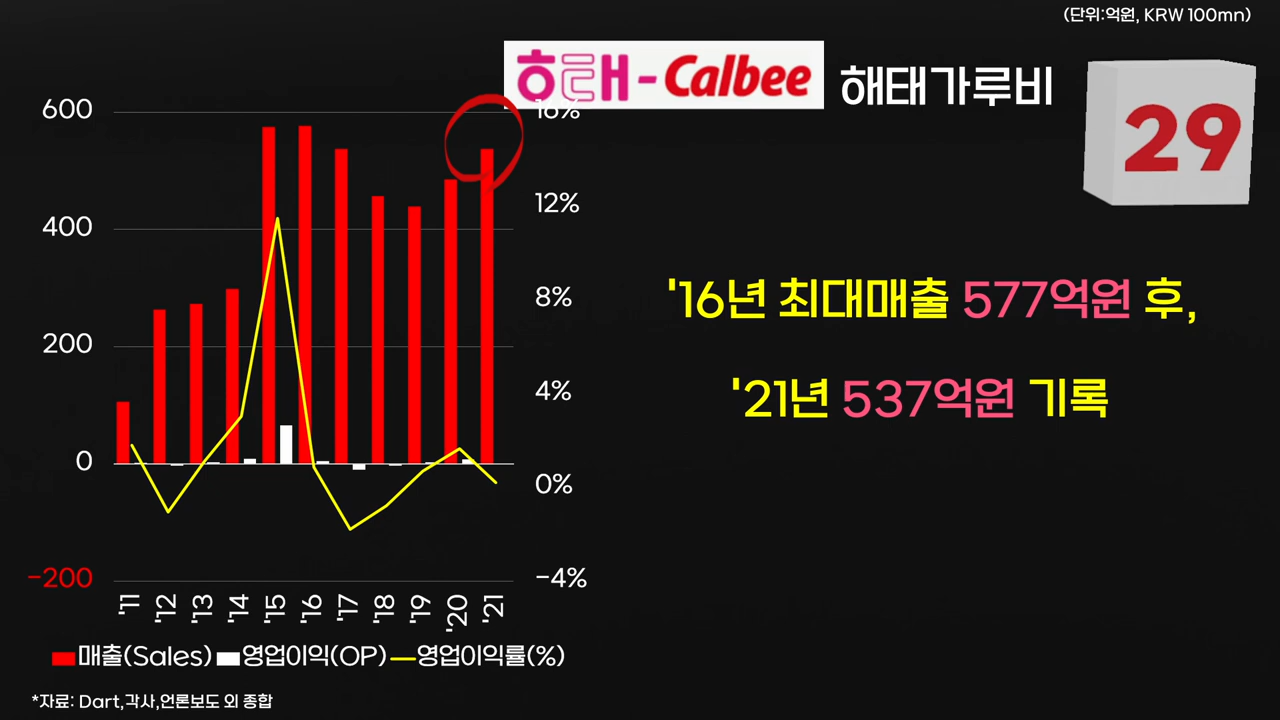 (단위:억원, KRW 100mn)
해태-Calbee 해태가루비
29
600
400
200
0
-200
16%
12%
8%
4%
0%
-4%
'16년 최대매출 577억원 후,
'21년 537억원 기록
'11 '12 '13 '14 '15 '16 '17 '18 '19 '20 '21
매출(Sales) 영업이익(OP) 영업이익률(%)
*자료: Dart,각사,언론보도 외 종합